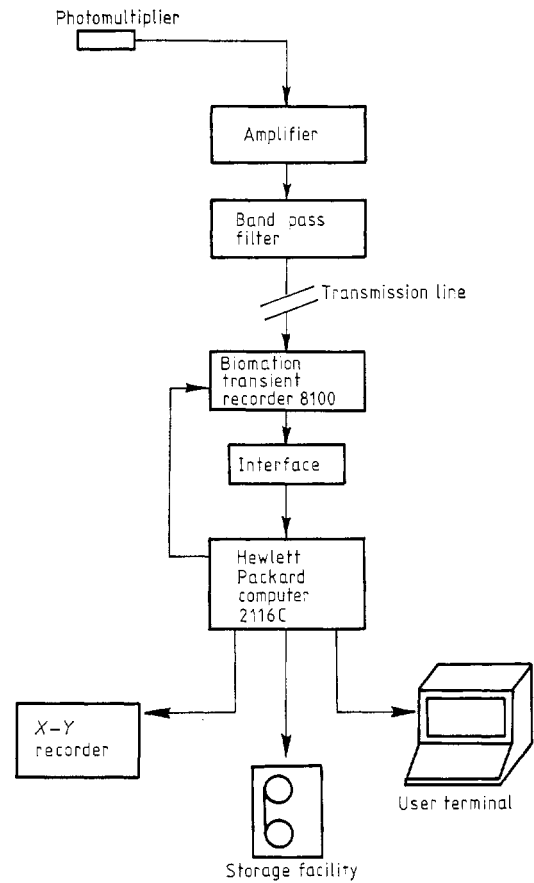 Photomultiplier
Amplifier
Band pass
filter
Transmission line
Biomation
transient
recorder 8100
Interface
Hewlett
Packard
computer
2116C
X-Y
recorder
User terminal
Storage facility